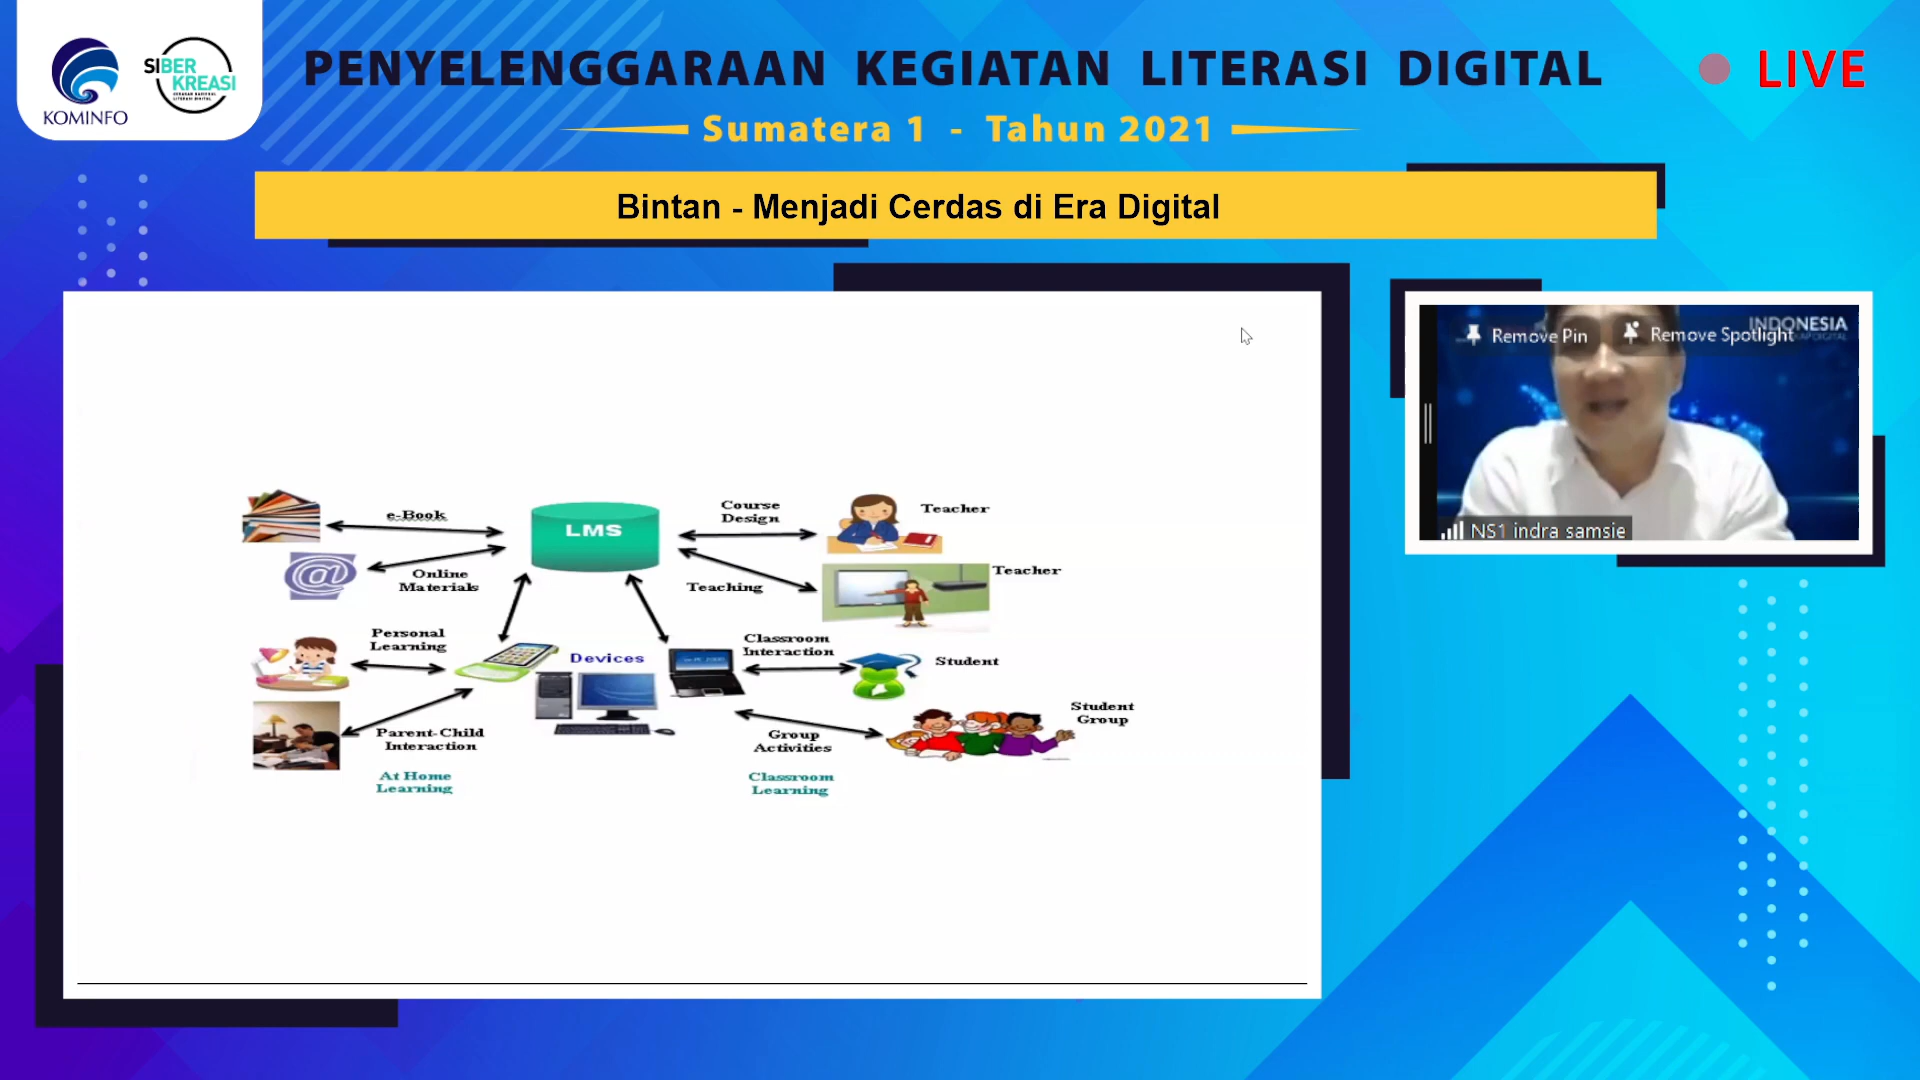 KOMINFO
SIBER
KREASI
PENYELENGGARAAN KEGIATAN LITERASI DIGITAL
LIVE
Sumatera 1 - Tahun 2021
Bintan - Menjadi Cerdas di Era Digital
e-Book
LMS
Course
Design
Teacher
Online
Materials
Teaching
Teacher
Personal
Learning
Devices
Classroom
Interaction
Student
Parent-Child
Interaction
Group
Activities
Student
Group
At Home
Learning
Classroom
Learning
INDONESIA
Remove Pin
Remove Spotlight
NS1 indra samsie